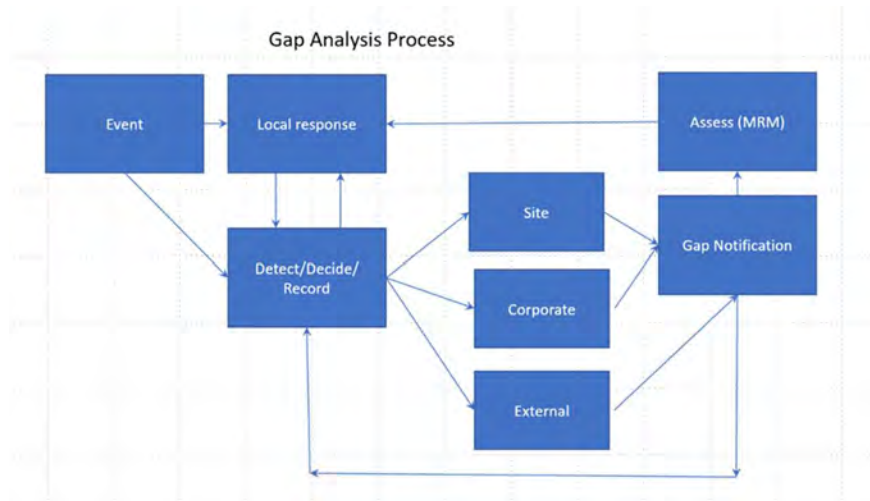 Gap Analysis Process
Event
Local response
Assess (MRM)
Site
Gap Notification
Detect/Decide/
Record
Corporate
External